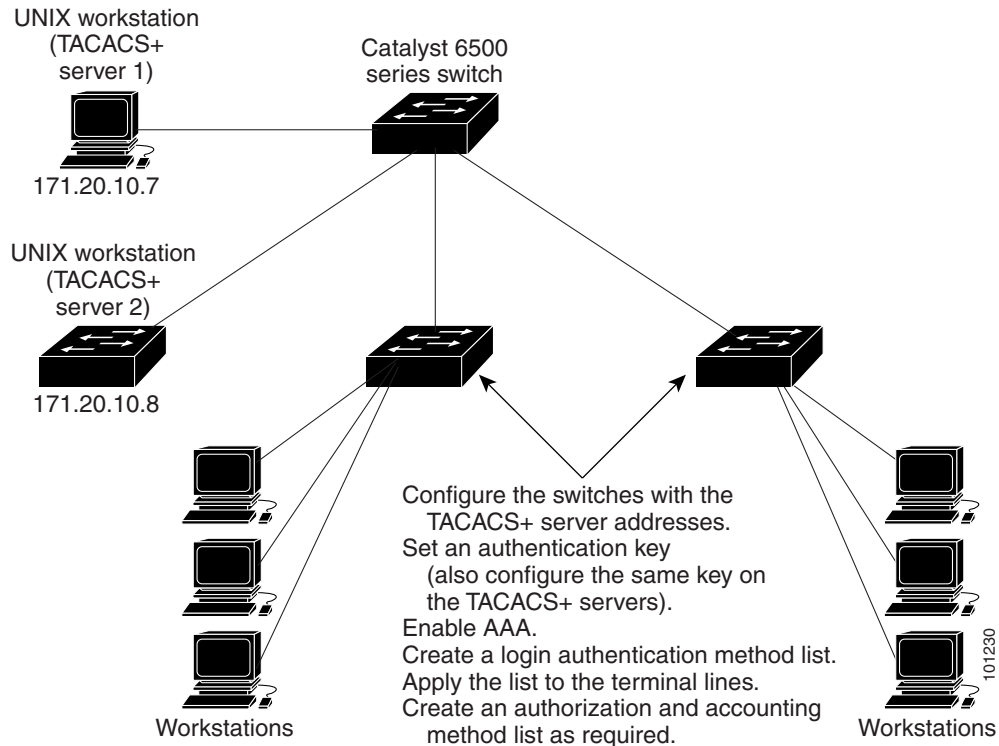 UNIX workstation
(TACACS+
server 1)
Catalyst 6500
series switch
171.20.10.7
UNIX workstation
(TACACS+
server 2)
171.20.10.8
Configure the switches with the
TACACS+ server addresses.
Set an authentication key
(also configure the same key on
the TACACS+ servers).
Enable AAA.
Create a login authentication method list.
Apply the list to the terminal lines.
Create an authorization and accounting
method list as required.
Workstations
Workstations
101230